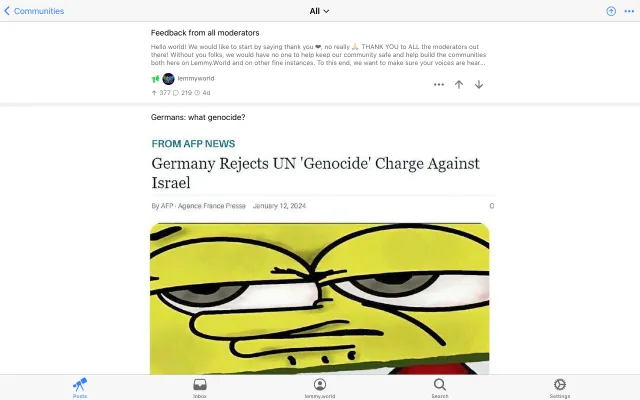 Communities
All
Feedback from all moderators
Hello world! We would like to start by saying thank you ❤️, no really 🙏 THANK YOU to ALL the moderators out
there! Without you folks, we would have no one to help keep our community safe and help build the communities
both here on Lemmy.World and on other fine instances. To this end, we want to make sure your voices are hear...
lemmyworld
377 219 4d
Germans: what genocide?
FROM AFP NEWS
Germany Rejects UN 'Genocide' Charge Against
Israel
By AFP - Agence France Presse January 12, 2024 0
Posts Inbox lemmy.world Search Settings